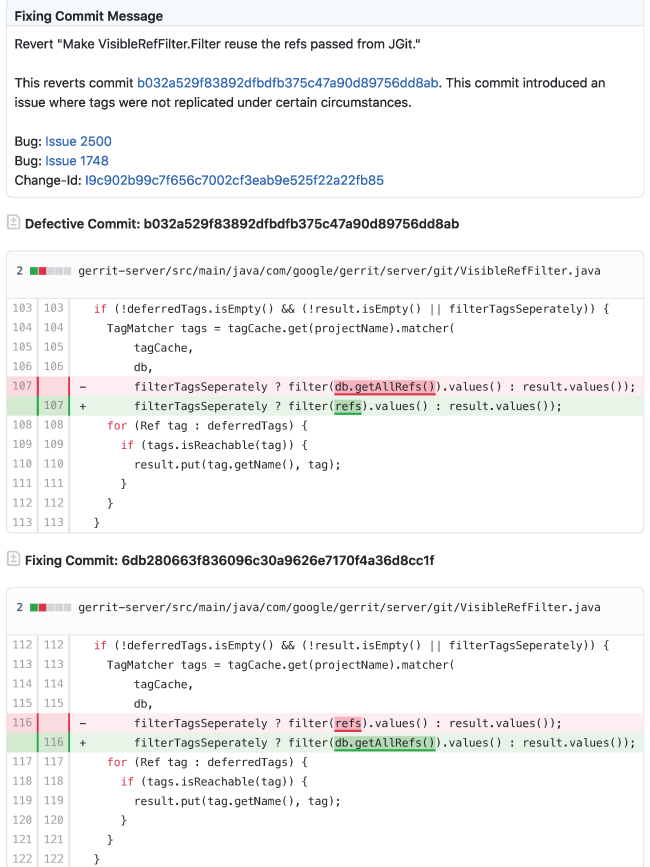 Fixing Commit Message
Revert "Make VisibleRefFilter.Filter reuse the refs passed from JGit."
This reverts commit b032a529f83892dfbdfb375c47a90d89756dd8ab. This commit introduced an
issue where tags were not replicated under certain circumstances.
Bug: Issue 2500
Bug: Issue 1748
Change-Id: I9c902b99c7f656c7002cf3eab9e525f22a22fb85
Defective Commit: b032a529f83892dfbdfb375c47a90d89756dd8ab
2 gerrit-server/src/main/java/com/google/gerrit/server/git/VisibleRefFilter.java
103 103 if (!deferredTags.isEmpty() && (!result.isEmpty() || filterTagsSeperately)) {
104 104 TagMatcher tags = tagCache.get(projectName).matcher(
105 105 tagCache,
106 106 db,
107 - filterTagsSeperately ? filter(db.getAllRefs()).values() : result.values());
107 + filterTagsSeperately ? filter(refs).values() : result.values());
108 108 for (Ref tag : deferredTags) {
109 109 if (tags.isReachable(tag)) {
110 110 result.put(tag.getName(), tag);
111 111 }
112 112 }
113 113 }
Fixing Commit: 6db280663f836096c30a9626e7170f4a36d8cc1f
2 gerrit-server/src/main/java/com/google/gerrit/server/git/VisibleRefFilter.java
112 112 if (!deferredTags.isEmpty() && (!result.isEmpty() || filterTagsSeperately)) {
113 113 TagMatcher tags = tagCache.get(projectName).matcher(
114 114 tagCache,
115 115 db,
116 - filterTagsSeperately ? filter(refs).values() : result.values());
116 + filterTagsSeperately ? filter(db.getAllRefs()).values() : result.values());
117 117 for (Ref tag : deferredTags) {
118 118 if (tags.isReachable(tag)) {
119 119 result.put(tag.getName(), tag);
120 120 }
121 121 }
122 122 }